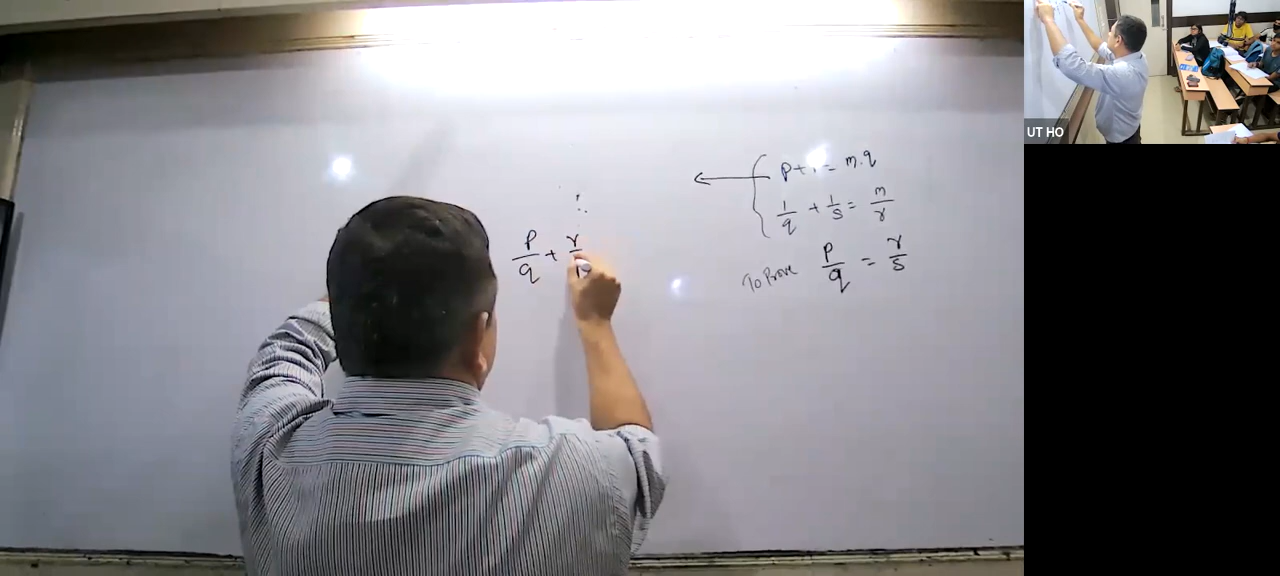 p + r = m.q
1/q + 1/s = m/r
∴
p/q + r/
To Prove p/q = r/s
UT HO